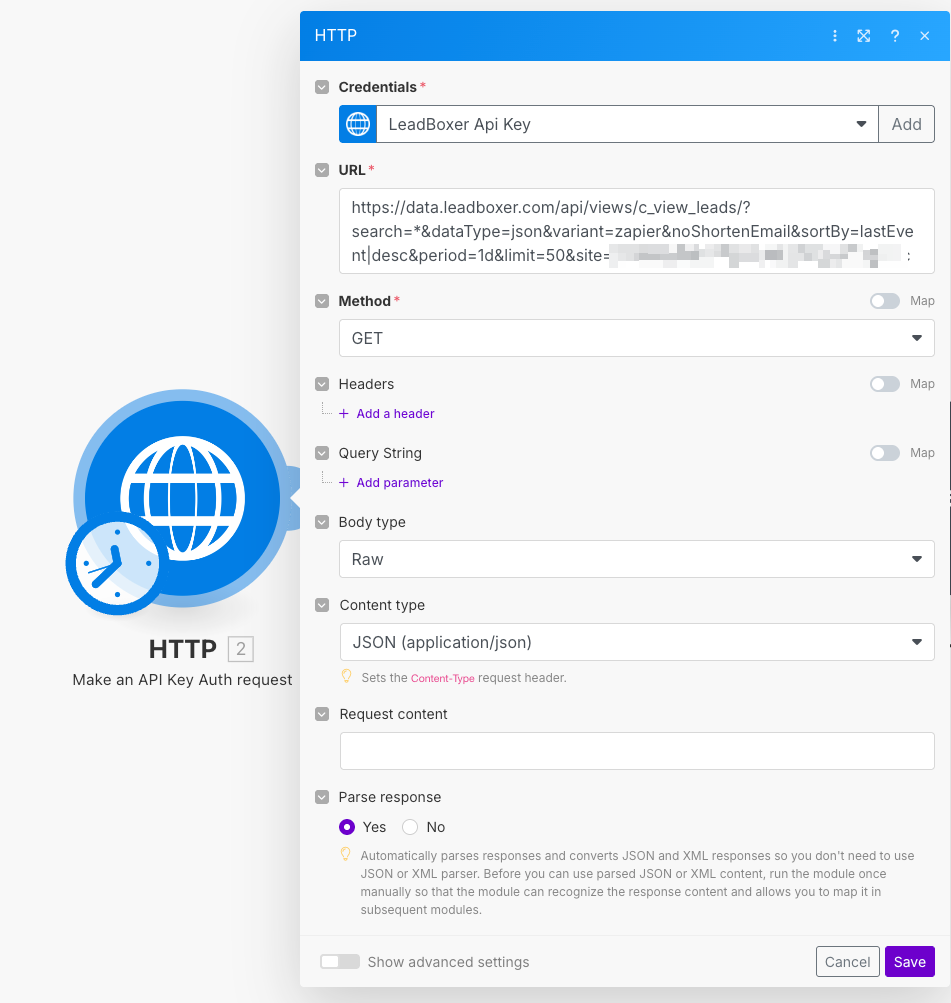 HTTP
Credentials *
LeadBoxer Api Key
Add
URL *
https://data.leadboxer.com/api/views/c_view_leads/?
search=*&dataType=json&variant=zapier&noShortenEmail&sortBy=lastEve
nt|desc&period=1d&limit=50&site=
Method *
Map
GET
Headers
Map
+ Add a header
Query String
Map
+ Add parameter
Body type
Raw
Content type
JSON (application/json)
Sets the Content-Type request header.
Request content
Parse response
Yes
No
Automatically parses responses and converts JSON and XML responses so you don't need to use
JSON or XML parser. Before you can use parsed JSON or XML content, run the module once
manually so that the module can recognize the response content and allows you to map it in
subsequent modules.
Show advanced settings
Cancel
Save
HTTP 2
Make an API Key Auth request